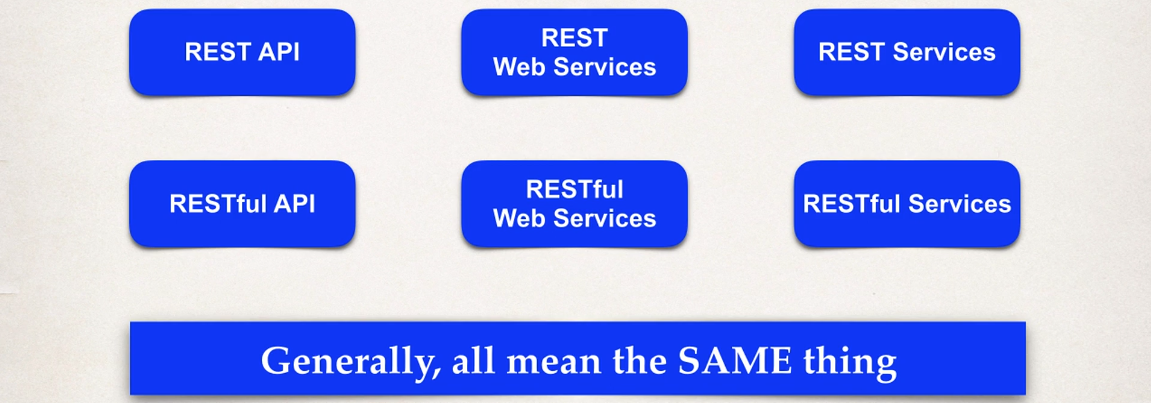 REST API
REST
Web Services
REST Services
RESTful API
RESTful
Web Services
RESTful Services
Generally, all mean the SAME thing